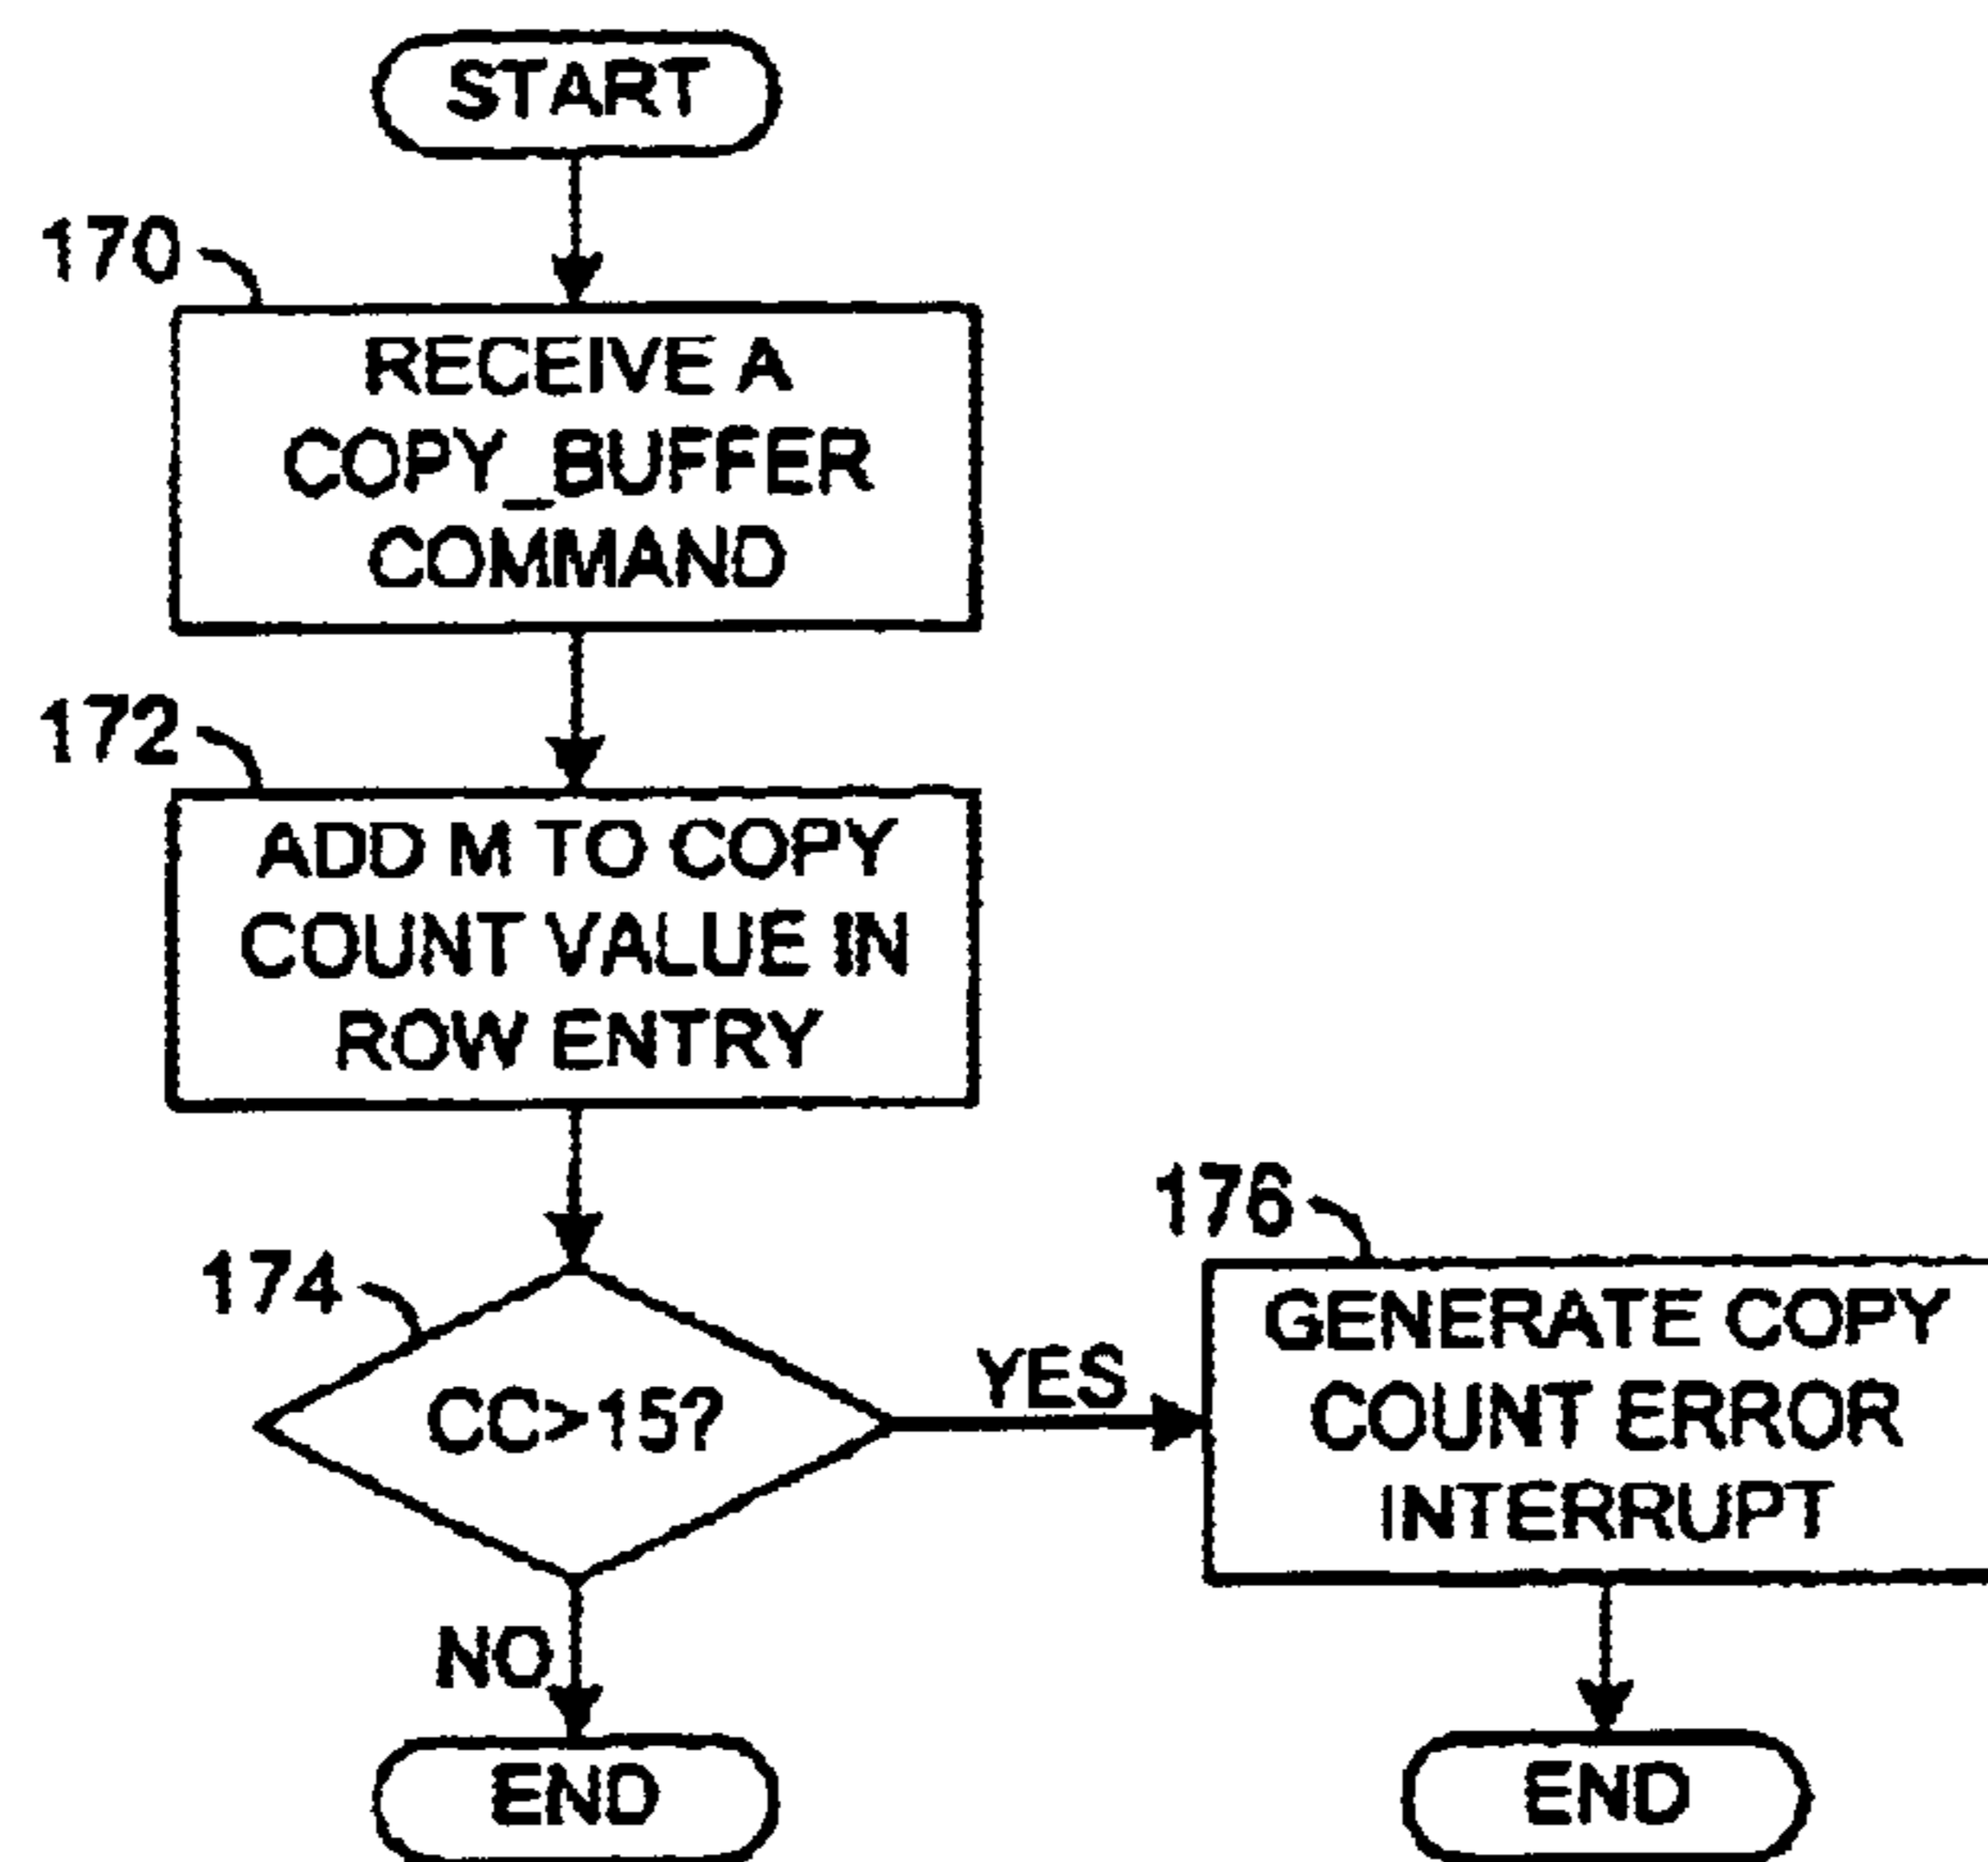 START
170
RECEIVE A
COPY_BUFFER
COMMAND
172
ADD M TO COPY
COUNT VALUE IN
ROW ENTRY
174
CC>15?
YES
176
GENERATE COPY
COUNT ERROR
INTERRUPT
NO
END
END